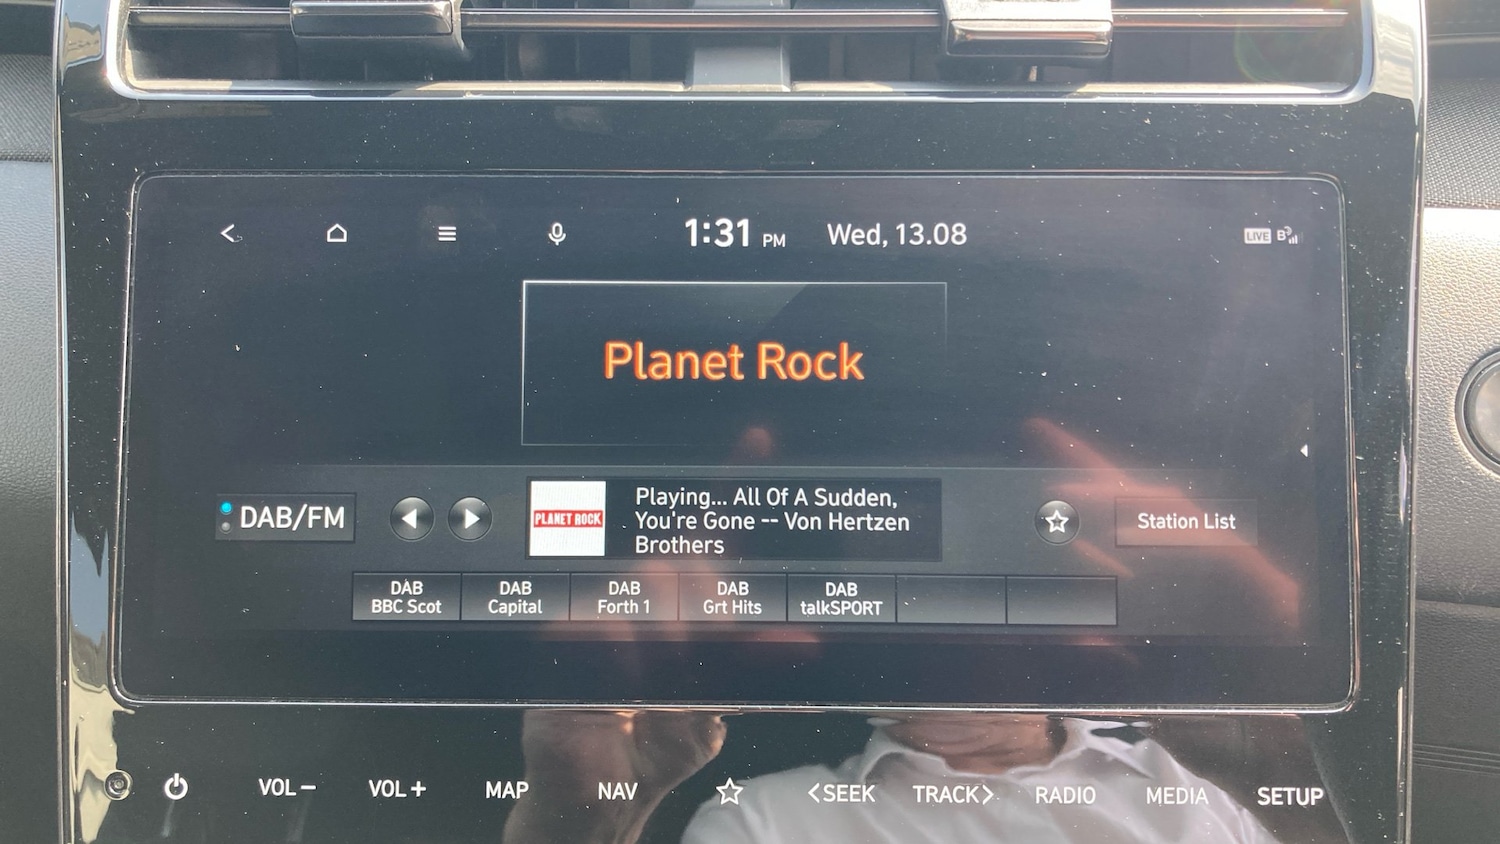 1:31 PM Wed, 13.08
LIVE B
Planet Rock
DAB/FM
PLANET ROCK
Playing... All Of A Sudden,
You're Gone -- Von Hertzen
Brothers
Station List
DAB
BBC Scot
DAB
Capital
DAB
Forth 1
DAB
Grt Hits
DAB
talkSPORT
VOL− VOL+ MAP NAV <SEEK TRACK> RADIO MEDIA SETUP